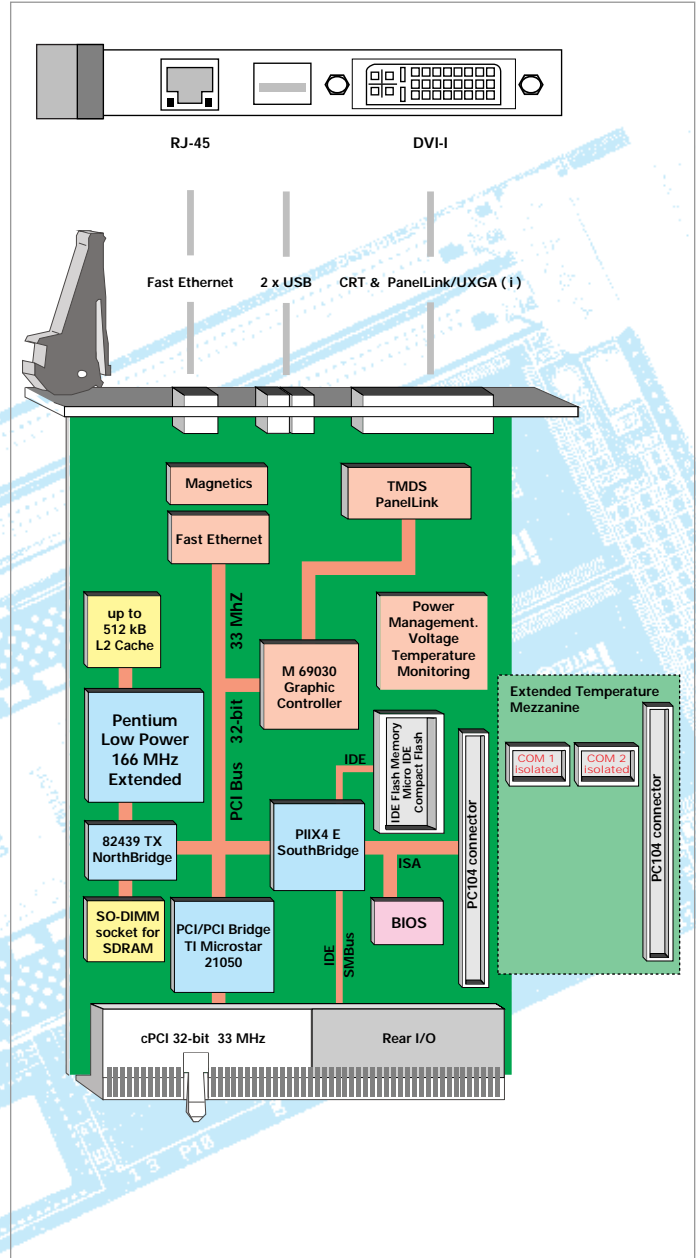 RJ-45
DVI-I
Fast Ethernet
2 x USB
CRT & PanelLink/UXGA ( i )
Magnetics
TMDS
PanelLink
Fast Ethernet
33 MhZ
up to
512 kB
L2 Cache
Power
Management.
Voltage
Temperature
Monitoring
M 69030
Graphic
Controller
Extended Temperature
Mezzanine
Pentium
Low Power
166 MHz
Extended
32-bit
PCI Bus
IDE
IDE Flash Memory
Micro IDE
Compact Flash
COM 1
isolated
COM 2
isolated
PC104 connector
PC104 connector
82439 TX
NorthBridge
PIIX4 E
SouthBridge
ISA
SO-DIMM
socket for
SDRAM
PCI/PCI Bridge
TI Microstar
21050
BIOS
IDE
SMBus
cPCI 32-bit 33 MHz
Rear I/O
1 3 P10